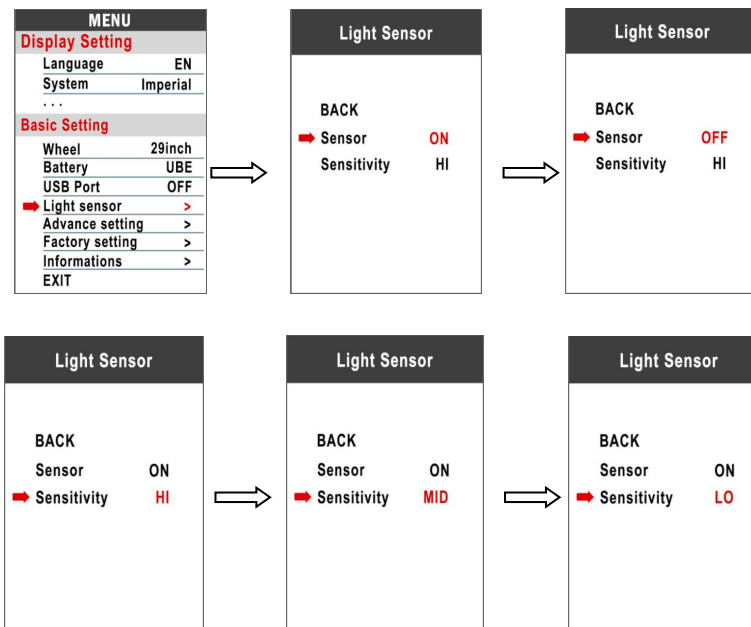 MENU
Display Setting
Language EN
System Imperial
. . .
Basic Setting
Wheel 29inch
Battery UBE
USB Port OFF
Light sensor >
Advance setting >
Factory setting >
Informations >
EXIT
Light Sensor
BACK
Sensor ON
Sensitivity HI
Light Sensor
BACK
Sensor OFF
Sensitivity HI
Light Sensor
BACK
Sensor ON
Sensitivity HI
Light Sensor
BACK
Sensor ON
Sensitivity MID
Light Sensor
BACK
Sensor ON
Sensitivity LO